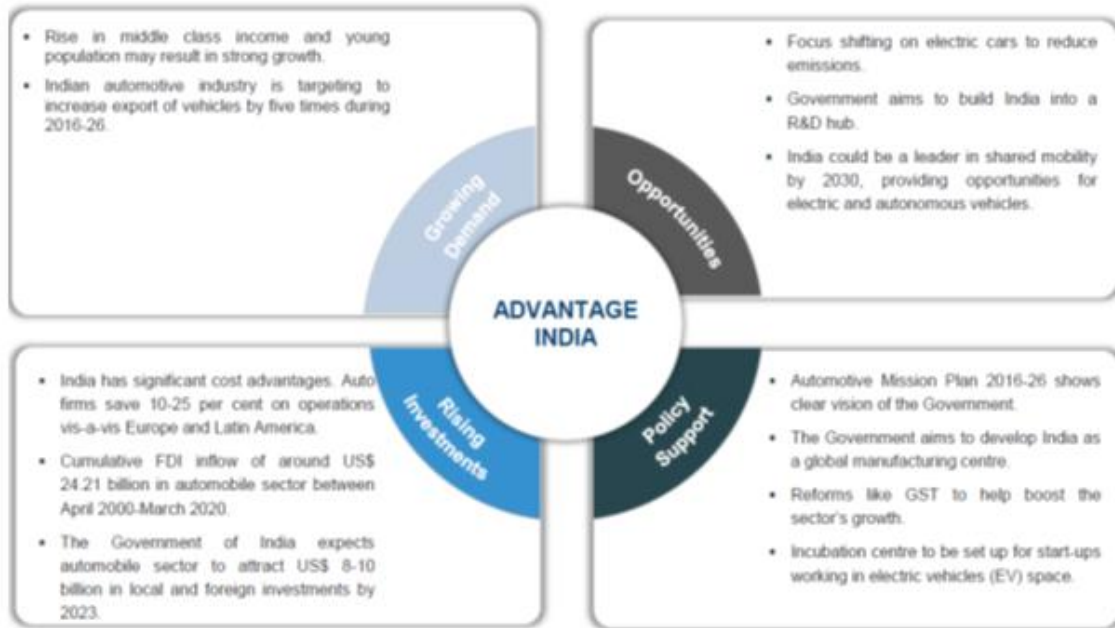 • Rise in middle class income and young
population may result in strong growth.
• Indian automotive industry is targeting to
increase export of vehicles by five times during
2016-26.
Growing
Demand
• Focus shifting on electric cars to reduce
emissions.
• Government aims to build India into a
R&D hub.
• India could be a leader in shared mobility
by 2030, providing opportunities for
electric and autonomous vehicles.
Opportunities
ADVANTAGE
INDIA
• India has significant cost advantages. Auto
firms save 10-25 per cent on operations
vis-a-vis Europe and Latin America.
• Cumulative FDI inflow of around US$
24.21 billion in automobile sector between
April 2000-March 2020.
• The Government of India expects
automobile sector to attract US$ 8-10
billion in local and foreign investments by
2023.
Rising
Investments
• Automotive Mission Plan 2016-26 shows
clear vision of the Government.
• The Government aims to develop India as
a global manufacturing centre.
• Reforms like GST to help boost the
sector's growth.
• Incubation centre to be set up for start-ups
working in electric vehicles (EV) space.
Policy
Support